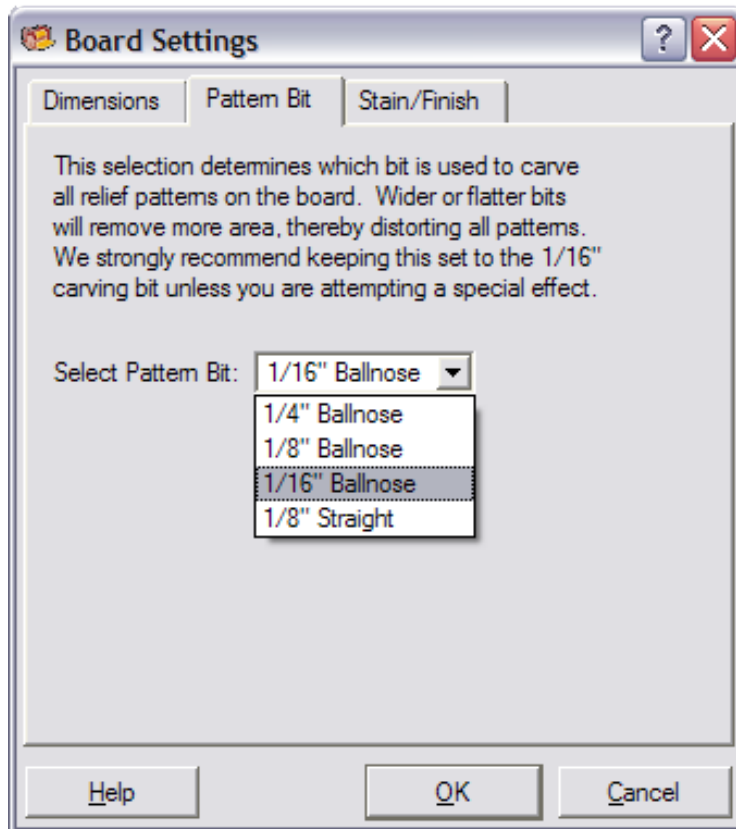 Board Settings
?
Dimensions Pattern Bit Stain/Finish
This selection determines which bit is used to carve
all relief patterns on the board. Wider or flatter bits
will remove more area, thereby distorting all patterns.
We strongly recommend keeping this set to the 1/16"
carving bit unless you are attempting a special effect.
Select Pattern Bit: 1/16" Ballnose
1/4" Ballnose
1/8" Ballnose
1/16" Ballnose
1/8" Straight
Help OK Cancel